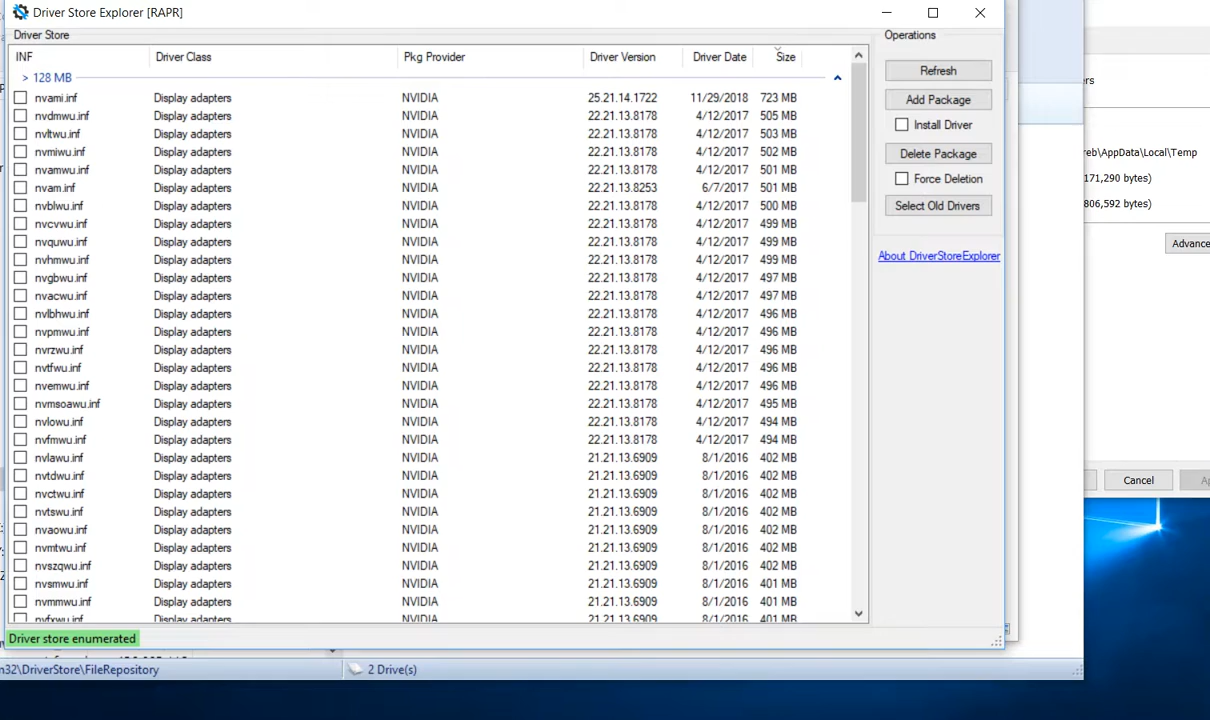 Driver Store Explorer [RAPR]
Driver Store
INF Driver Class Pkg Provider Driver Version Driver Date Size
> 128 MB
nvami.inf Display adapters NVIDIA 25.21.14.1722 11/29/2018 723 MB
nvdmwu.inf Display adapters NVIDIA 22.21.13.8178 4/12/2017 505 MB
nvltwu.inf Display adapters NVIDIA 22.21.13.8178 4/12/2017 503 MB
nvmiwu.inf Display adapters NVIDIA 22.21.13.8178 4/12/2017 502 MB
nvamwu.inf Display adapters NVIDIA 22.21.13.8178 4/12/2017 501 MB
nvam.inf Display adapters NVIDIA 22.21.13.8253 6/7/2017 501 MB
nvblwu.inf Display adapters NVIDIA 22.21.13.8178 4/12/2017 500 MB
nvcvwu.inf Display adapters NVIDIA 22.21.13.8178 4/12/2017 499 MB
nvquwu.inf Display adapters NVIDIA 22.21.13.8178 4/12/2017 499 MB
nvhmwu.inf Display adapters NVIDIA 22.21.13.8178 4/12/2017 499 MB
nvgbwu.inf Display adapters NVIDIA 22.21.13.8178 4/12/2017 497 MB
nvacwu.inf Display adapters NVIDIA 22.21.13.8178 4/12/2017 497 MB
nvlbhwu.inf Display adapters NVIDIA 22.21.13.8178 4/12/2017 496 MB
nvpmwu.inf Display adapters NVIDIA 22.21.13.8178 4/12/2017 496 MB
nvrzwu.inf Display adapters NVIDIA 22.21.13.8178 4/12/2017 496 MB
nvtfwu.inf Display adapters NVIDIA 22.21.13.8178 4/12/2017 496 MB
nvemwu.inf Display adapters NVIDIA 22.21.13.8178 4/12/2017 496 MB
nvmsoawu.inf Display adapters NVIDIA 22.21.13.8178 4/12/2017 495 MB
nvlowu.inf Display adapters NVIDIA 22.21.13.8178 4/12/2017 494 MB
nvfmwu.inf Display adapters NVIDIA 22.21.13.8178 4/12/2017 494 MB
nvlawu.inf Display adapters NVIDIA 21.21.13.6909 8/1/2016 402 MB
nvtdwu.inf Display adapters NVIDIA 21.21.13.6909 8/1/2016 402 MB
nvctwu.inf Display adapters NVIDIA 21.21.13.6909 8/1/2016 402 MB
nvtswu.inf Display adapters NVIDIA 21.21.13.6909 8/1/2016 402 MB
nvaowu.inf Display adapters NVIDIA 21.21.13.6909 8/1/2016 402 MB
nvmtwu.inf Display adapters NVIDIA 21.21.13.6909 8/1/2016 402 MB
nvszqwu.inf Display adapters NVIDIA 21.21.13.6909 8/1/2016 402 MB
nvsmwu.inf Display adapters NVIDIA 21.21.13.6909 8/1/2016 401 MB
nvmmwu.inf Display adapters NVIDIA 21.21.13.6909 8/1/2016 401 MB
nvfxwu.inf Display adapters NVIDIA 21.21.13.6909 8/1/2016 401 MB
Driver store enumerated
Operations
Refresh
Add Package
Install Driver
Delete Package
Force Deletion
Select Old Drivers
About DriverStoreExplorer
rs
reb\AppData\Local\Temp
171,290 bytes)
806,592 bytes)
Advance
Cancel
Ap
n32\DriverStore\FileRepository
2 Drive(s)